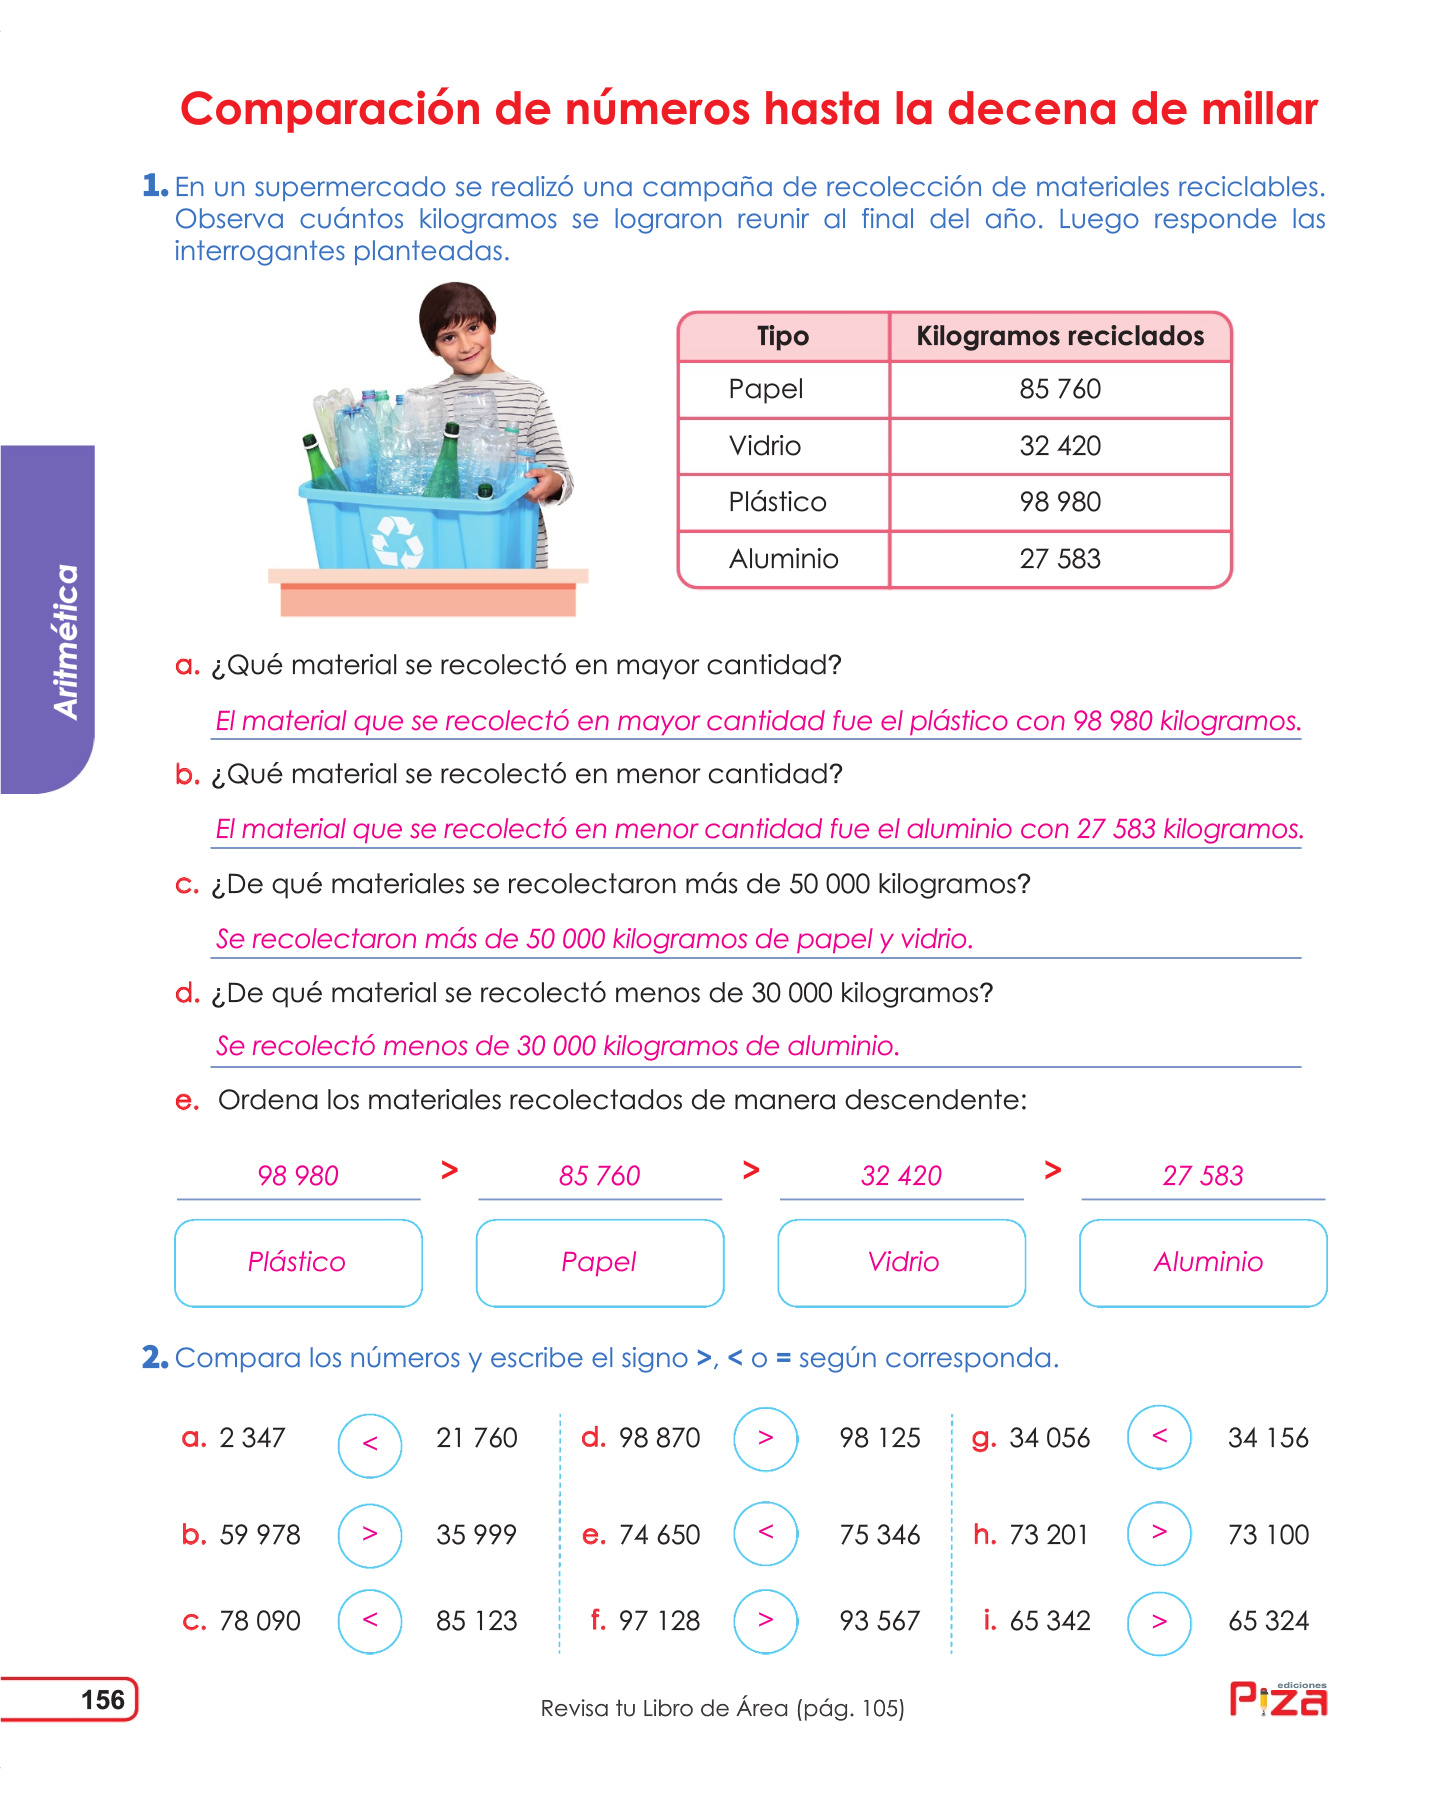 Comparación de números hasta la decena de millar
1. En un supermercado se realizó una campaña de recolección de materiales reciclables.
Observa cuántos kilogramos se lograron reunir al final del año. Luego responde las
interrogantes planteadas.
Tipo Kilogramos reciclados
Papel 85 760
Vidrio 32 420
Plástico 98 980
Aluminio 27 583
Aritmética
a. ¿Qué material se recolectó en mayor cantidad?
El material que se recolectó en mayor cantidad fue el plástico con 98 980 kilogramos.
b. ¿Qué material se recolectó en menor cantidad?
El material que se recolectó en menor cantidad fue el aluminio con 27 583 kilogramos.
c. ¿De qué materiales se recolectaron más de 50 000 kilogramos?
Se recolectaron más de 50 000 kilogramos de papel y vidrio.
d. ¿De qué material se recolectó menos de 30 000 kilogramos?
Se recolectó menos de 30 000 kilogramos de aluminio.
e. Ordena los materiales recolectados de manera descendente:
98 980 > 85 760 > 32 420 > 27 583
Plástico Papel Vidrio Aluminio
2. Compara los números y escribe el signo >, < o = según corresponda.
a. 2 347 < 21 760 d. 98 870 > 98 125 g. 34 056 < 34 156
b. 59 978 > 35 999 e. 74 650 < 75 346 h. 73 201 > 73 100
c. 78 090 < 85 123 f. 97 128 > 93 567 i. 65 342 > 65 324
156
Revisa tu Libro de Área (pág. 105)
ediciones
Piza